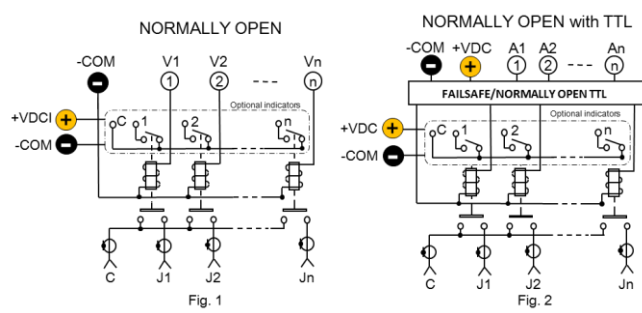 NORMALLY OPEN
-COM V1 V2 Vn
1 2 n
Optional indicators
+VDCI
-COM
C 1 2 n
C J1 J2 Jn
Fig. 1
NORMALLY OPEN with TTL
-COM +VDC A1 A2 An
1 2 n
FAILSAFE/NORMALLY OPEN TTL
Optional indicators
+VDC
-COM
C 1 2 n
C J1 J2 Jn
Fig. 2